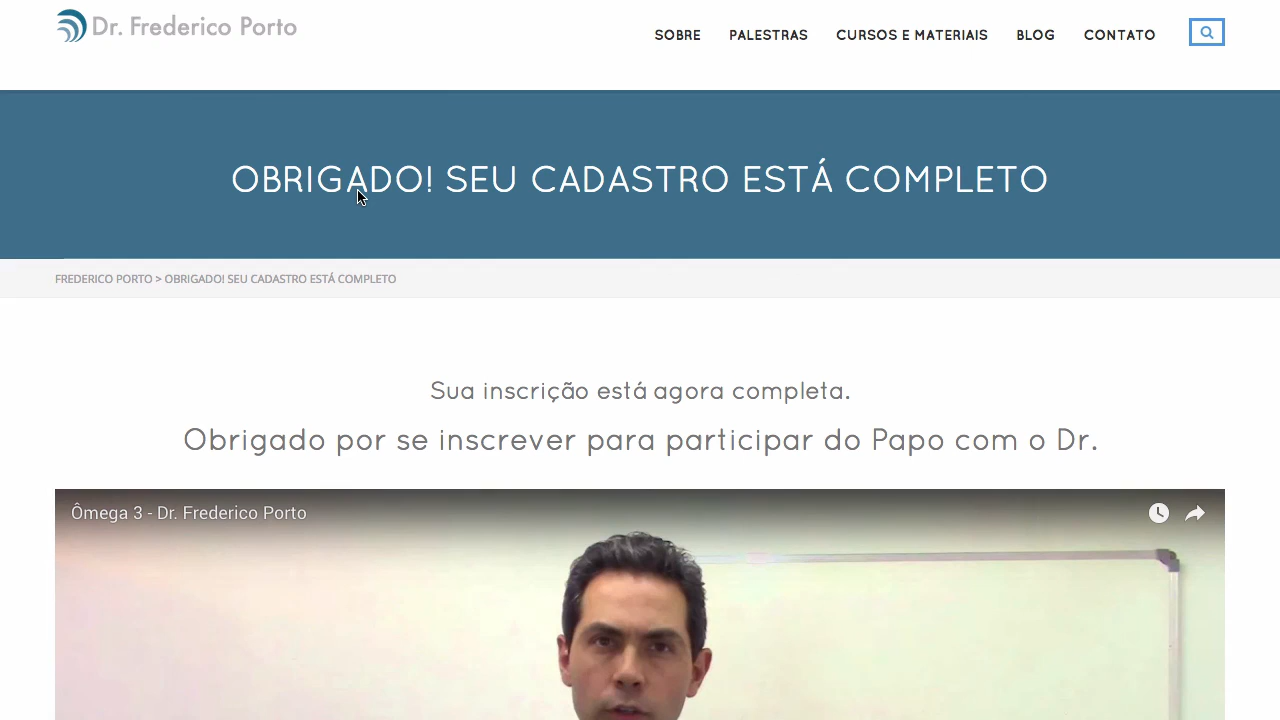 Dr. Frederico Porto
SOBRE PALESTRAS CURSOS E MATERIAIS BLOG CONTATO
OBRIGADO! SEU CADASTRO ESTÁ COMPLETO
FREDERICO PORTO > OBRIGADO! SEU CADASTRO ESTÁ COMPLETO
Sua inscrição está agora completa.
Obrigado por se inscrever para participar do Papo com o Dr.
Ômega 3 - Dr. Frederico Porto